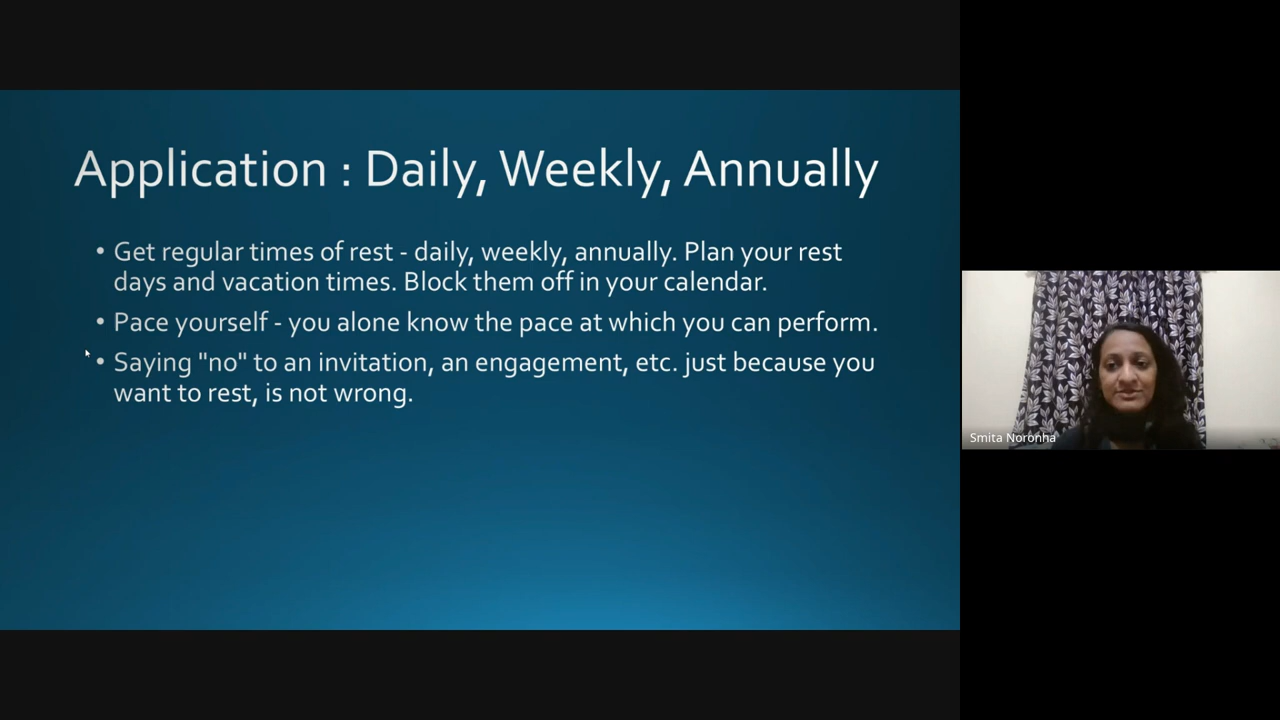 Application : Daily, Weekly, Annually
• Get regular times of rest - daily, weekly, annually. Plan your rest
days and vacation times. Block them off in your calendar.
• Pace yourself - you alone know the pace at which you can perform.
• Saying "no" to an invitation, an engagement, etc. just because you
want to rest, is not wrong.
Smita Noronha